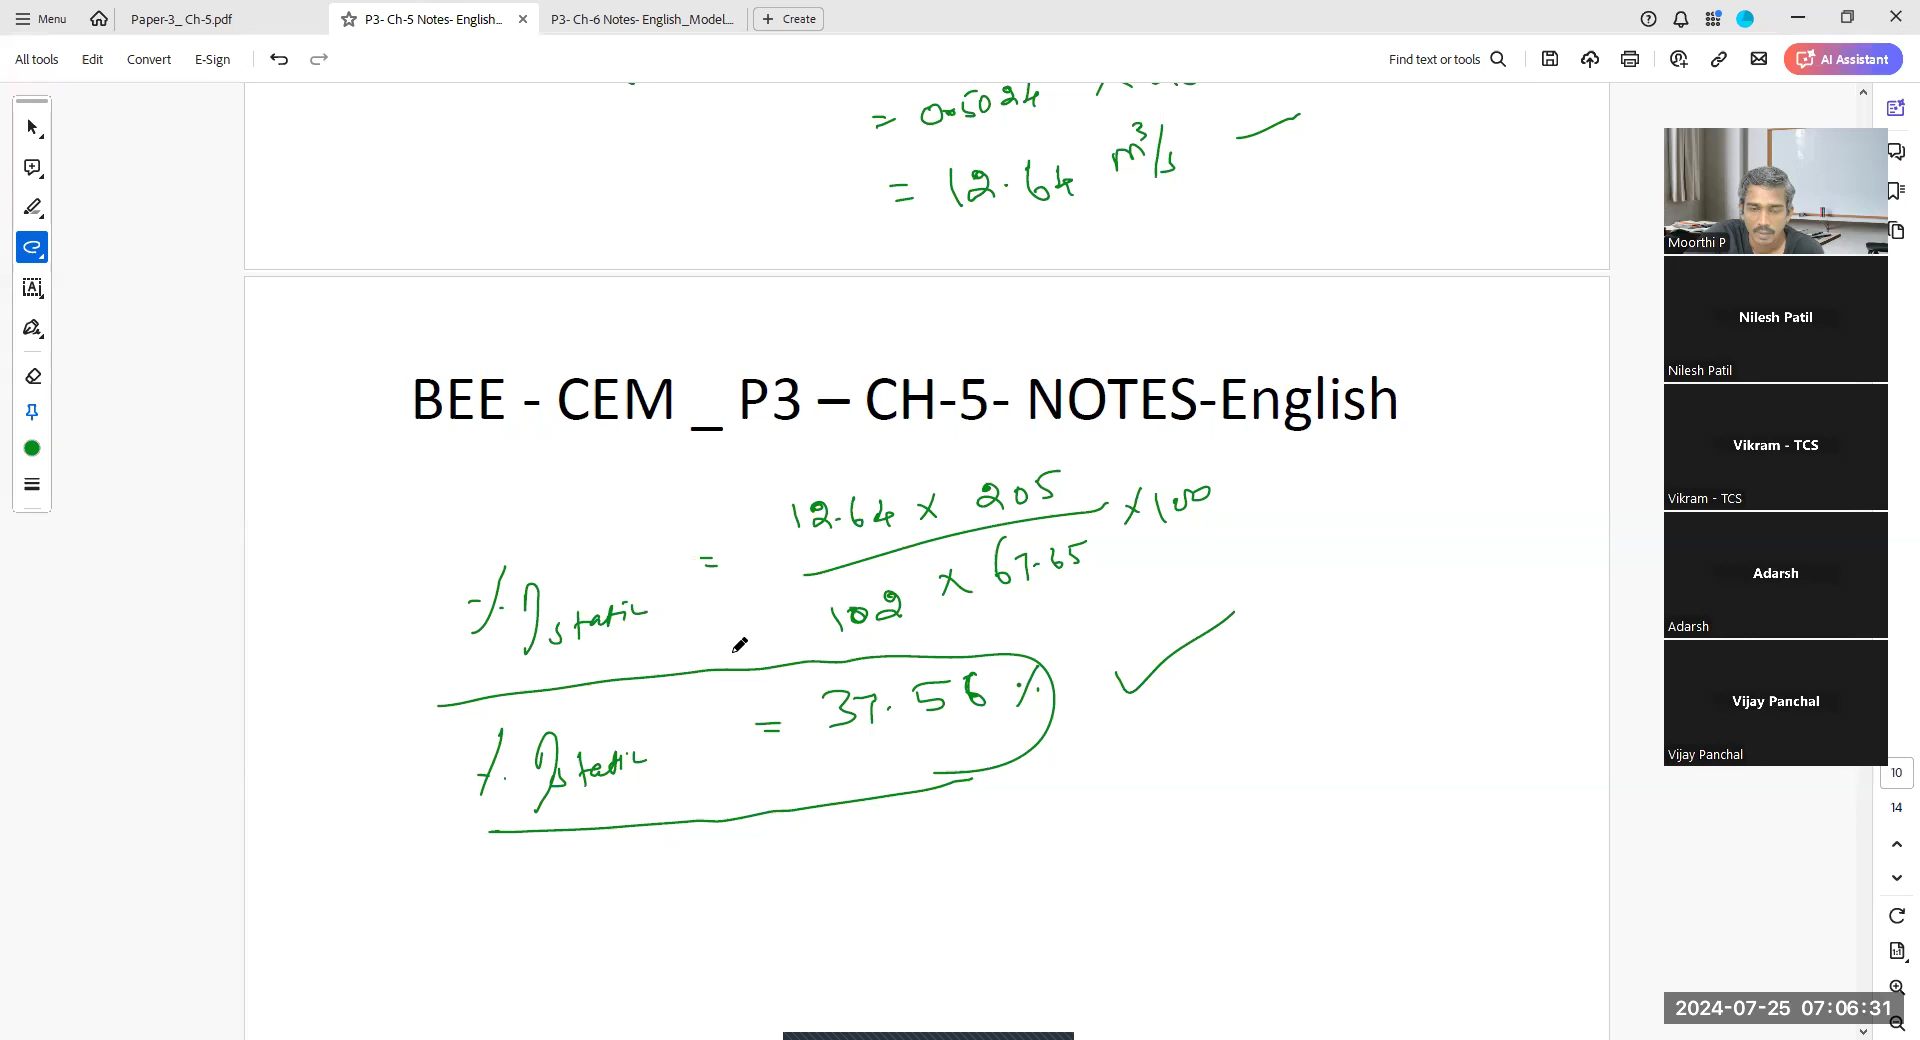 Menu
Paper-3_ Ch-5.pdf
P3- Ch-5 Notes- English...
P3- Ch-6 Notes- English_Model...
Create
All tools
Edit
Convert
E-Sign
Find text or tools
AI Assistant
= 0.5024 ×
= 12.64 m³/s
BEE - CEM _ P3 – CH-5- NOTES-English
12.64 × 205
% η static = ——— × 100
102 × 67.65
% η static = 37.56 %
Moorthi P
Nilesh Patil
Nilesh Patil
Vikram - TCS
Vikram - TCS
Adarsh
Adarsh
Vijay Panchal
Vijay Panchal
10
14
2024-07-25 07:06:31